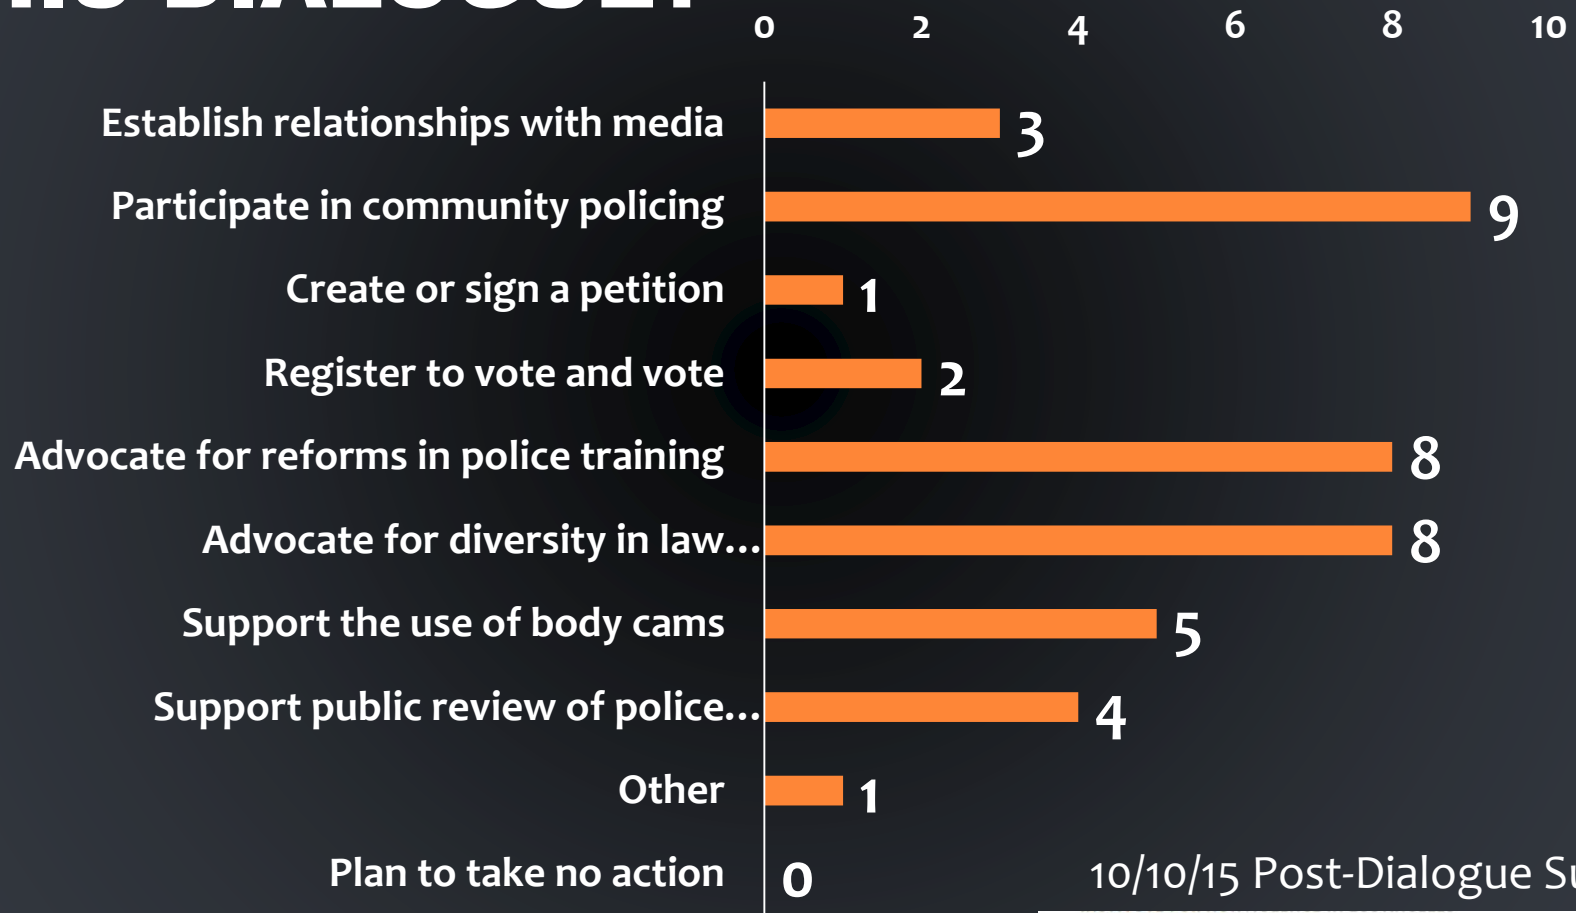 DIALOGUE?
0 2 4 6 8 10
Establish relationships with media 3
Participate in community policing 9
Create or sign a petition 1
Register to vote and vote 2
Advocate for reforms in police training 8
Advocate for diversity in law… 8
Support the use of body cams 5
Support public review of police… 4
Other 1
Plan to take no action 0
10/10/15 Post-Dialogue